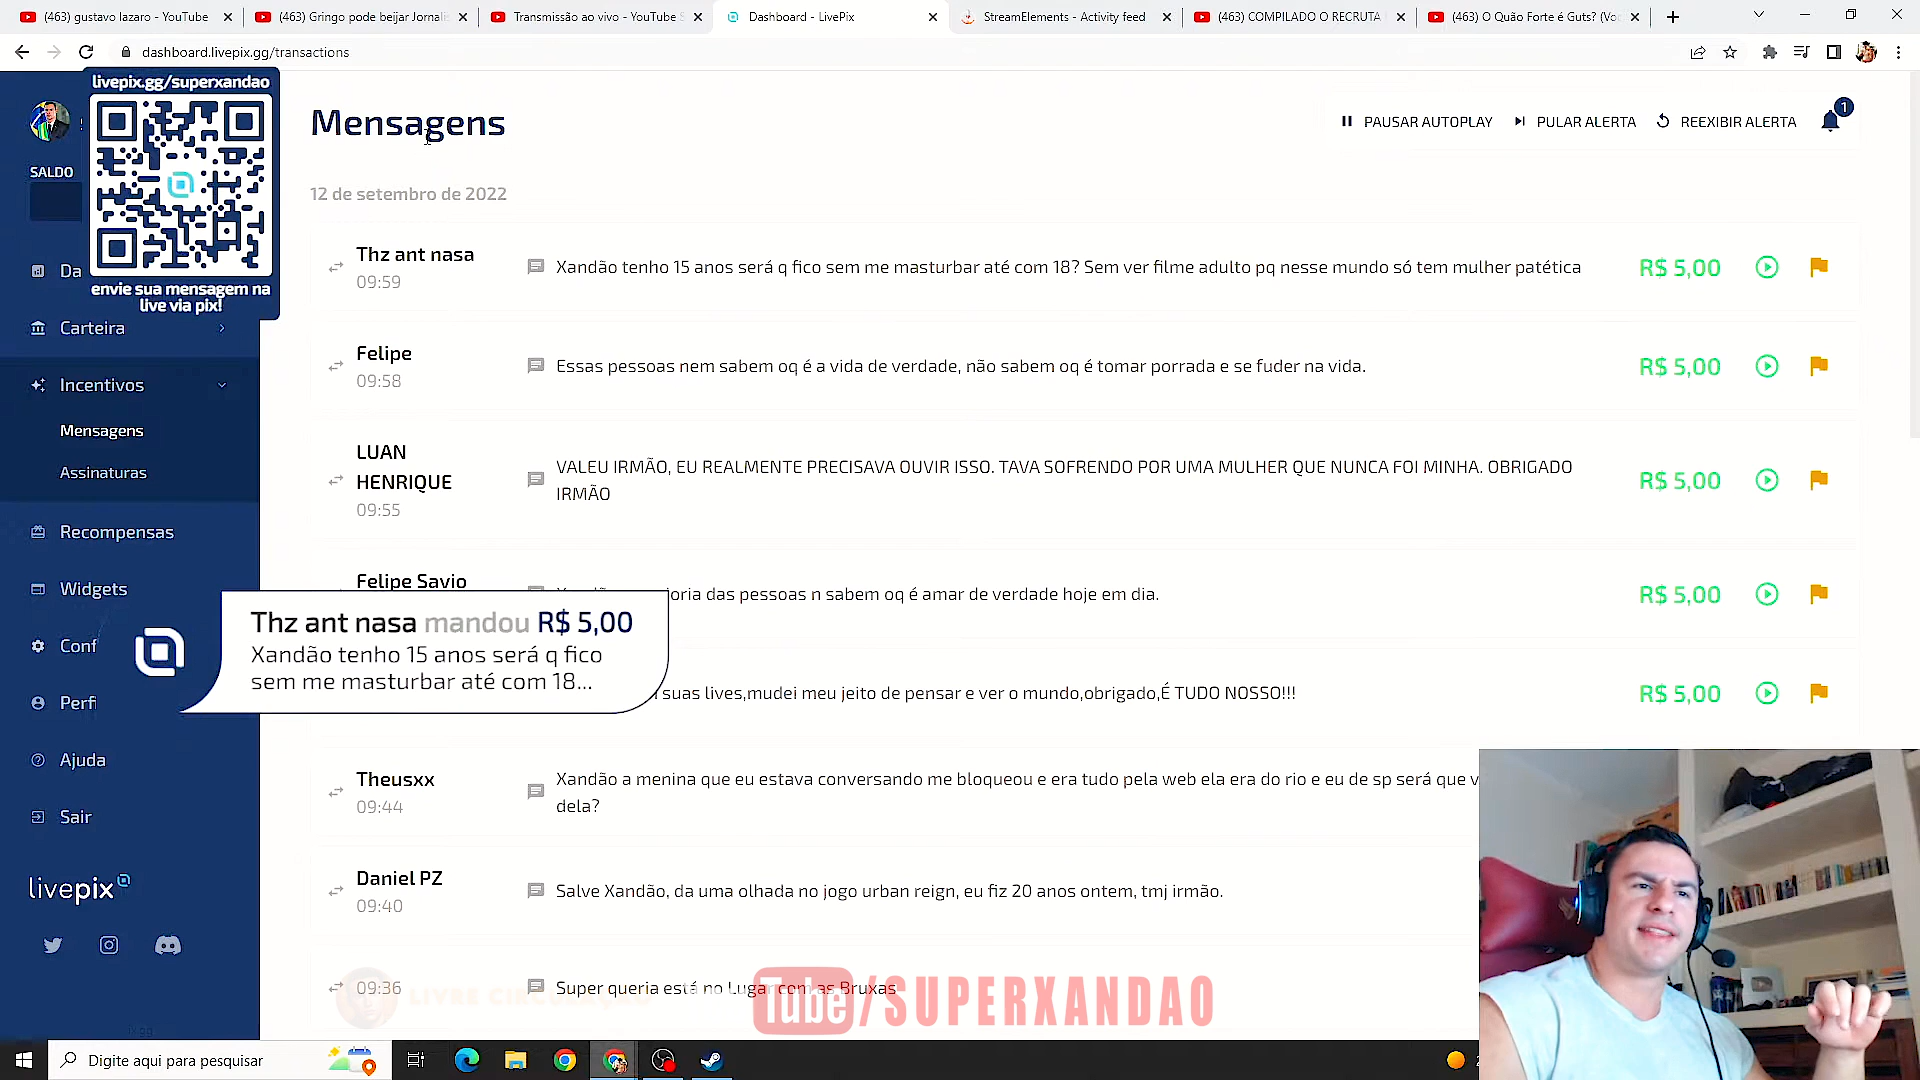 (463) gustavo lazaro - YouTube
(463) Gringo pode beijar Jornalis
Transmissão ao vivo - YouTube S
Dashboard - LivePix
StreamElements - Activity feed
(463) COMPILADO O RECRUTA
(463) O Quão Forte é Guts? (Vo
dashboard.livepix.gg/transactions
livepix.gg/superxandao
envie sua mensagem na
live via pix!
SALDO
Da
Carteira
Incentivos
Mensagens
Assinaturas
Recompensas
Widgets
Conf
Perfi
Ajuda
Sair
livepix
Mensagens
PAUSAR AUTOPLAY
PULAR ALERTA
REEXIBIR ALERTA
1
12 de setembro de 2022
Thz ant nasa
09:59
Xandão tenho 15 anos será q fico sem me masturbar até com 18? Sem ver filme adulto pq nesse mundo só tem mulher patética
R$ 5,00
Felipe
09:58
Essas pessoas nem sabem oq é a vida de verdade, não sabem oq é tomar porrada e se fuder na vida.
R$ 5,00
LUAN
HENRIQUE
09:55
VALEU IRMÃO, EU REALMENTE PRECISAVA OUVIR ISSO. TAVA SOFRENDO POR UMA MULHER QUE NUNCA FOI MINHA. OBRIGADO
IRMÃO
R$ 5,00
Felipe Savio
oria das pessoas n sabem oq é amar de verdade hoje em dia.
R$ 5,00
Thz ant nasa mandou R$ 5,00
Xandão tenho 15 anos será q fico
sem me masturbar até com 18...
suas lives,mudei meu jeito de pensar e ver o mundo,obrigado,É TUDO NOSSO!!!
R$ 5,00
Theusxx
09:44
Xandão a menina que eu estava conversando me bloqueou e era tudo pela web ela era do rio e eu de sp será que v
dela?
Daniel PZ
09:40
Salve Xandão, da uma olhada no jogo urban reign, eu fiz 20 anos ontem, tmj irmão.
09:36
Super queria está no Lugar com as Bruxas
LIVRE CIRCULAÇÃO
Tube/SUPERXANDAO
Digite aqui para pesquisar